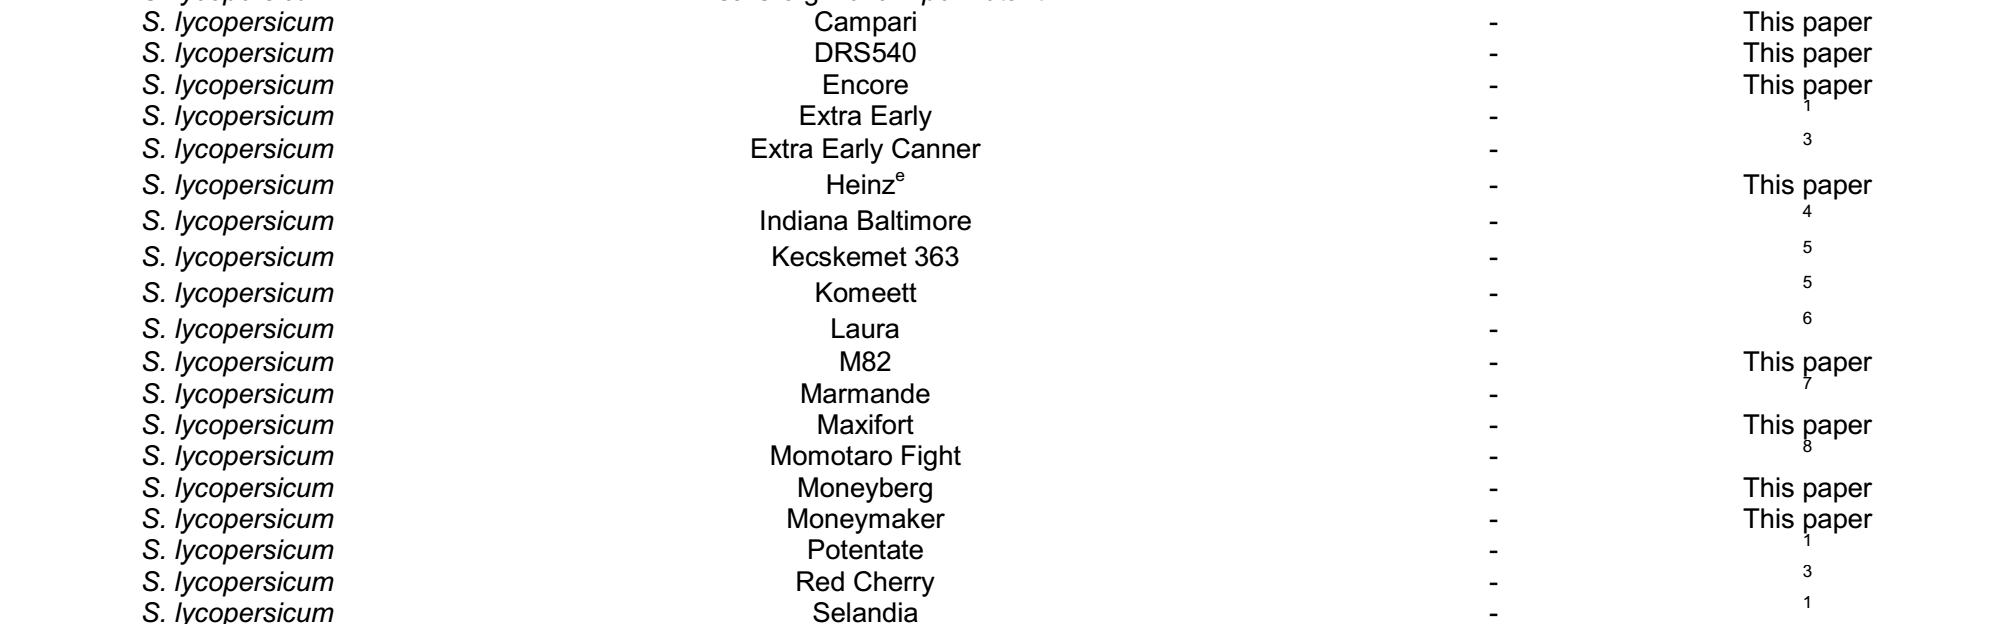 S. lycopersicum Campari - This paper
S. lycopersicum DRS540 - This paper
S. lycopersicum Encore - This paper
S. lycopersicum Extra Early - 1
S. lycopersicum Extra Early Canner - 3
S. lycopersicum Heinzᵉ - This paper
S. lycopersicum Indiana Baltimore - 4
S. lycopersicum Kecskemet 363 - 5
S. lycopersicum Komeett - 5
S. lycopersicum Laura - 6
S. lycopersicum M82 - This paper
S. lycopersicum Marmande - 7
S. lycopersicum Maxifort - This paper
S. lycopersicum Momotaro Fight - 8
S. lycopersicum Moneyberg - This paper
S. lycopersicum Moneymaker - This paper
S. lycopersicum Potentate - 1
S. lycopersicum Red Cherry - 3
S. lycopersicum Selandia - 1